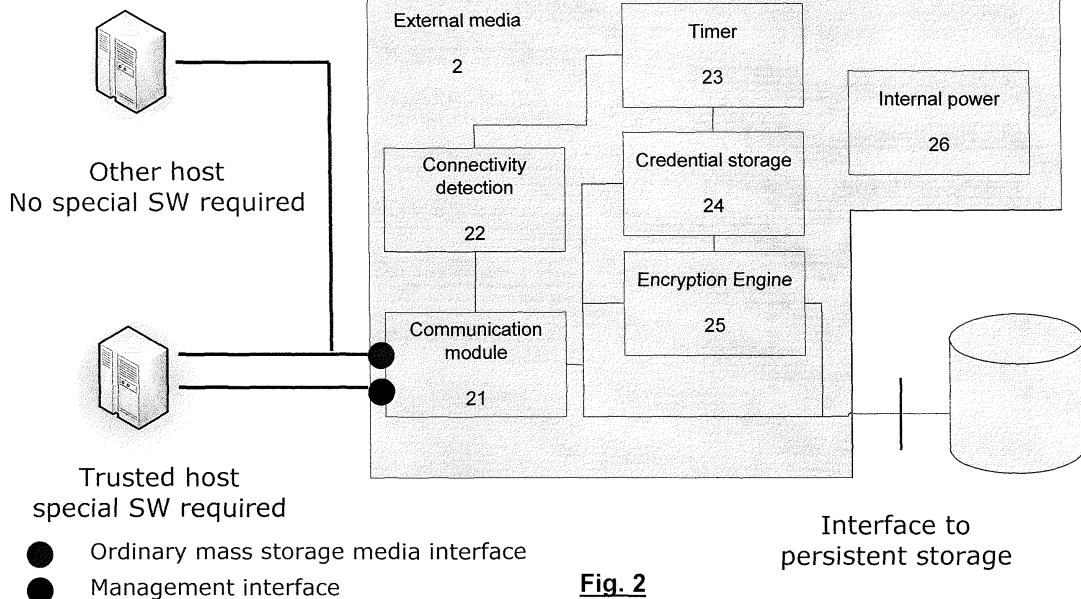 External media
2
Timer
23
Internal power
26
Other host
No special SW required
Connectivity
detection
22
Credential storage
24
Encryption Engine
25
Communication
module
21
Trusted host
special SW required
Interface to
persistent storage
Ordinary mass storage media interface
Management interface
Fig. 2